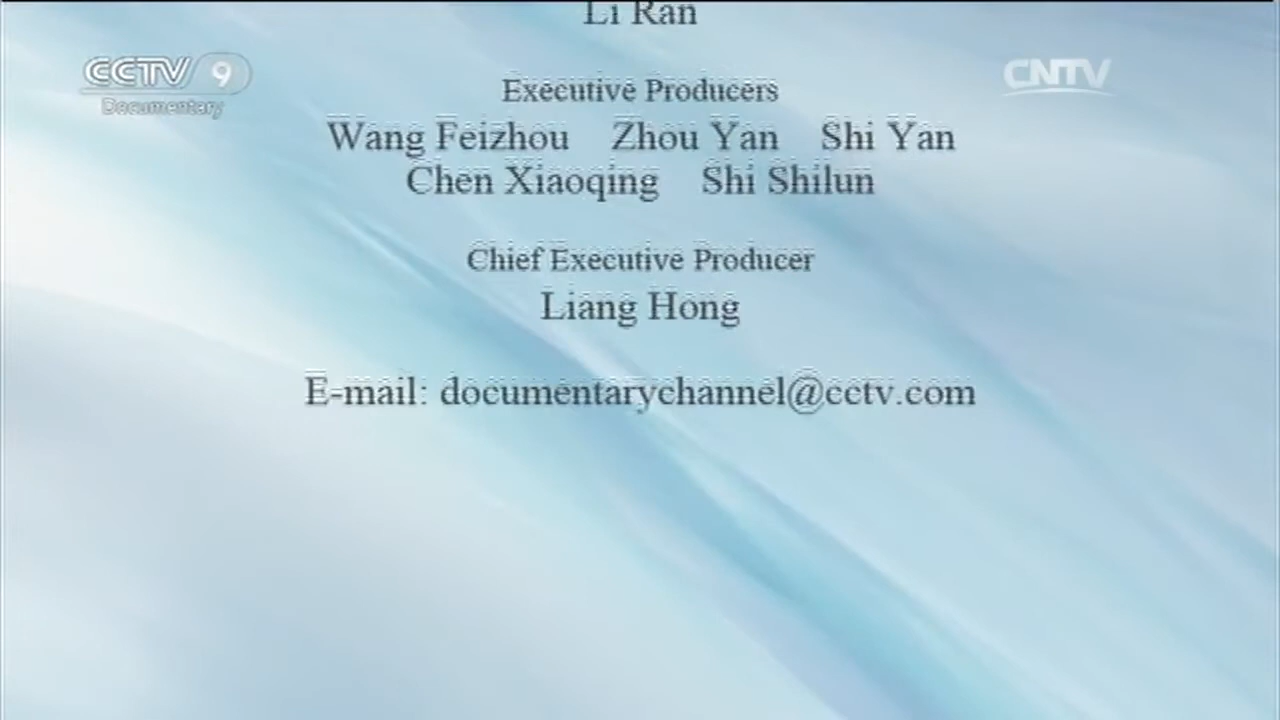 Li Ran
CCTV 9
Documentary
CNTV
Executive Producers
Wang Feizhou Zhou Yan Shi Yan
Chen Xiaoqing Shi Shilun
Chief Executive Producer
Liang Hong
E-mail: documentarychannel@cctv.com